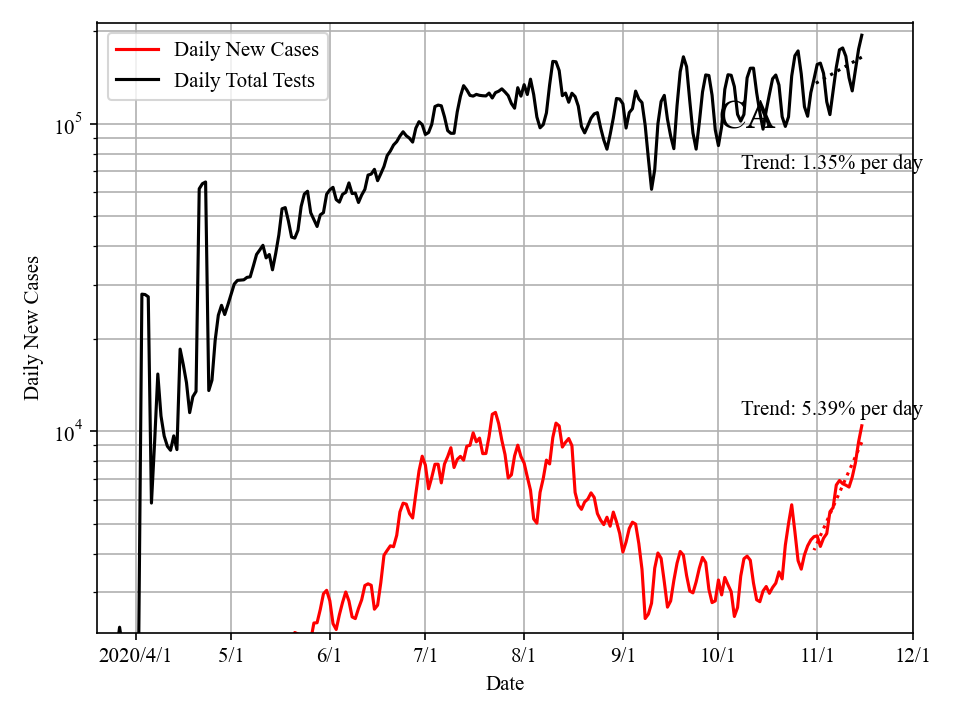 Daily New Cases
Daily Total Tests
10^5
CA
Trend: 1.35% per day
Trend: 5.39% per day
10^4
Daily New Cases
2020/4/1 5/1 6/1 7/1 8/1 9/1 10/1 11/1 12/1
Date